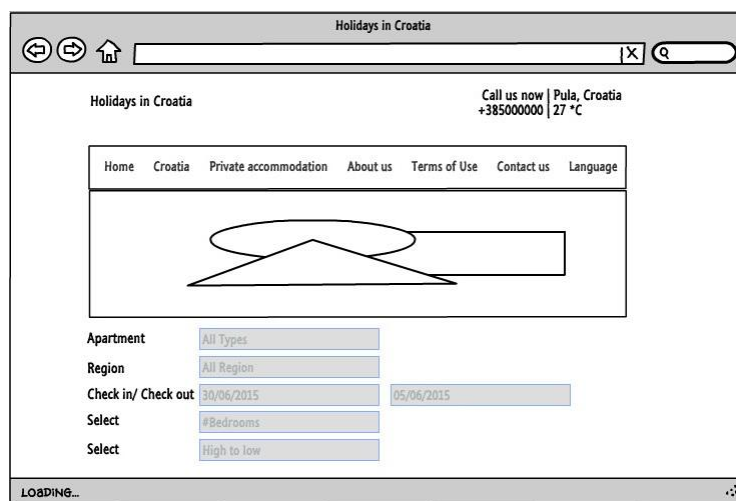 Holidays in Croatia
X
Holidays in Croatia
Call us now | Pula, Croatia
+385000000 | 27 *C
Home Croatia Private accommodation About us Terms of Use Contact us Language
Apartment All Types
Region All Region
Check in/ Check out 30/06/2015 05/06/2015
Select #Bedrooms
Select High to low
LOADING...